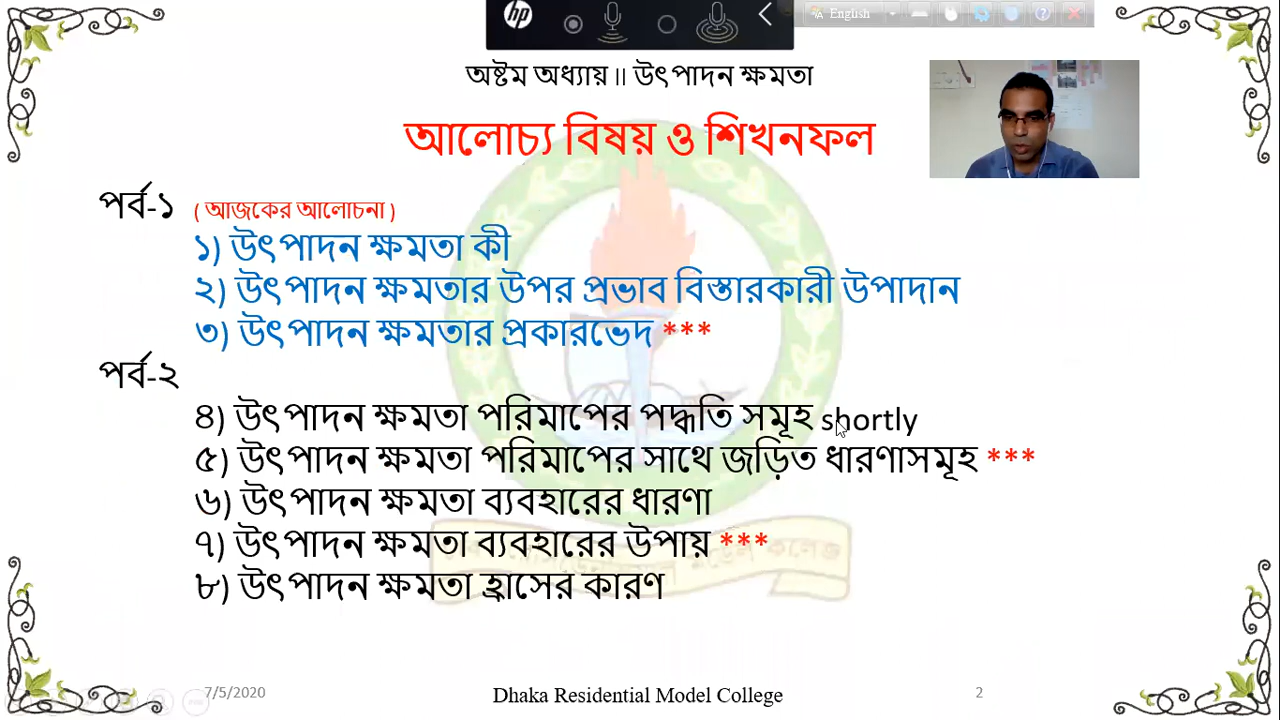 hp
English
অষ্টম অধ্যায়॥ উৎপাদন ক্ষমতা
আলোচ্য বিষয় ও শিখনফল
পর্ব-১ ( আজকের আলোচনা )
১) উৎপাদন ক্ষমতা কী
২) উৎপাদন ক্ষমতার উপর প্রভাব বিস্তারকারী উপাদান
৩) উৎপাদন ক্ষমতার প্রকারভেদ ***
পর্ব-২
৪) উৎপাদন ক্ষমতা পরিমাপের পদ্ধতি সমূহ shortly
৫) উৎপাদন ক্ষমতা পরিমাপের সাথে জড়িত ধারণাসমূহ ***
৬) উৎপাদন ক্ষমতা ব্যবহারের ধারণা
৭) উৎপাদন ক্ষমতা ব্যবহারের উপায় ***
৮) উৎপাদন ক্ষমতা হ্রাসের কারণ
7/5/2020 Dhaka Residential Model College 2